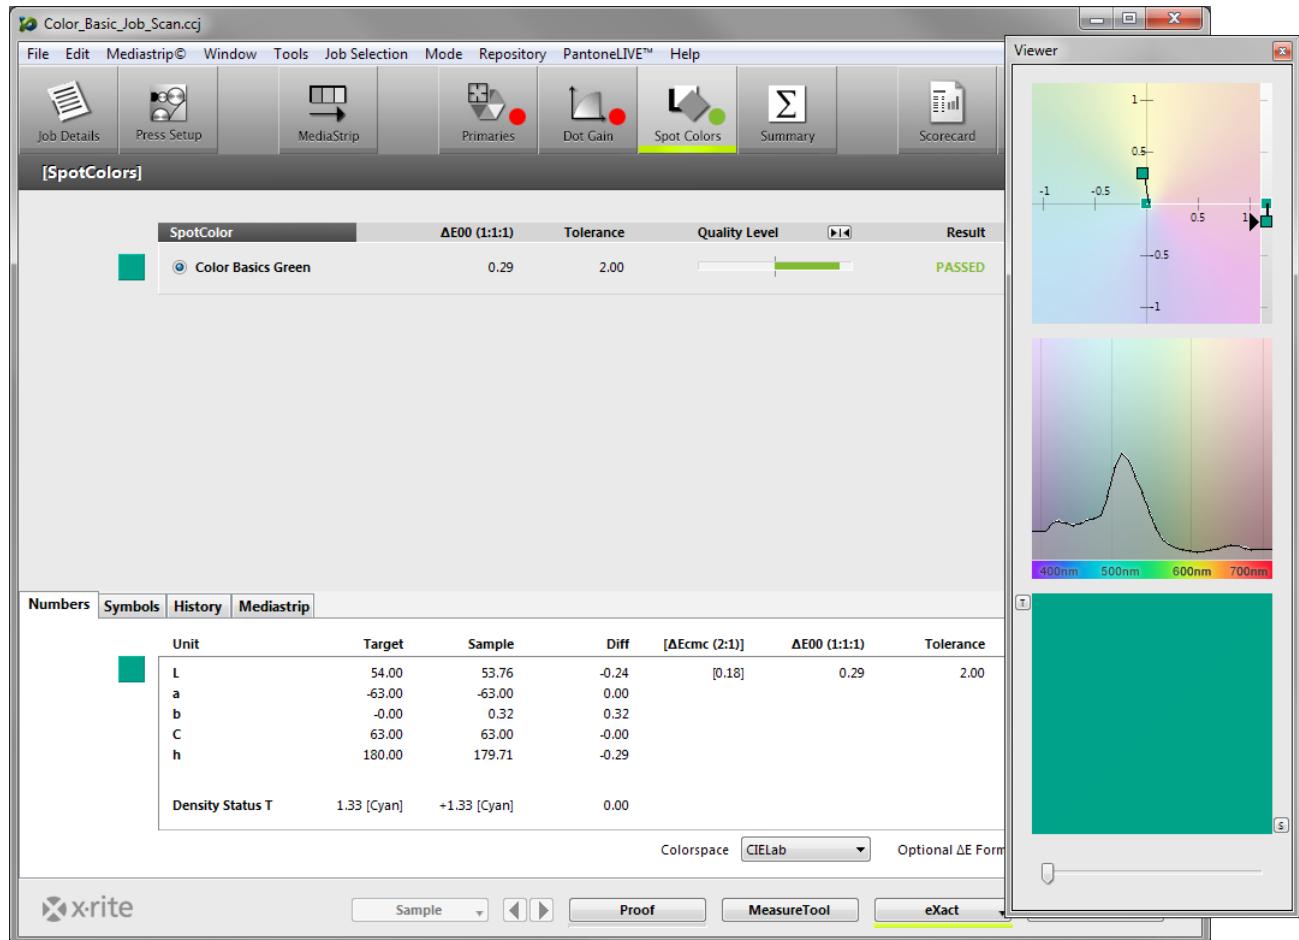 Color_Basic_Job_Scan.ccj
File Edit Mediastrip© Window Tools Job Selection Mode Repository PantoneLIVE™ Help
Job Details Press Setup MediaStrip Primaries Dot Gain Spot Colors Summary Scorecard
[SpotColors]
SpotColor ΔE00 (1:1:1) Tolerance Quality Level Result
Color Basics Green 0.29 2.00 PASSED
Numbers Symbols History Mediastrip
Unit Target Sample Diff [ΔEcmc (2:1)] ΔE00 (1:1:1) Tolerance
L 54.00 53.76 -0.24 [0.18] 0.29 2.00
a -63.00 -63.00 0.00
b -0.00 0.32 0.32
C 63.00 63.00 -0.00
h 180.00 179.71 -0.29
Density Status T 1.33 [Cyan] +1.33 [Cyan] 0.00
Colorspace CIELab Optional ΔE Form
x·rite Sample Proof MeasureTool eXact
Viewer
1
0.5
-1 -0.5
0.5 1
-0.5
-1
400nm 500nm 600nm 700nm
T
S